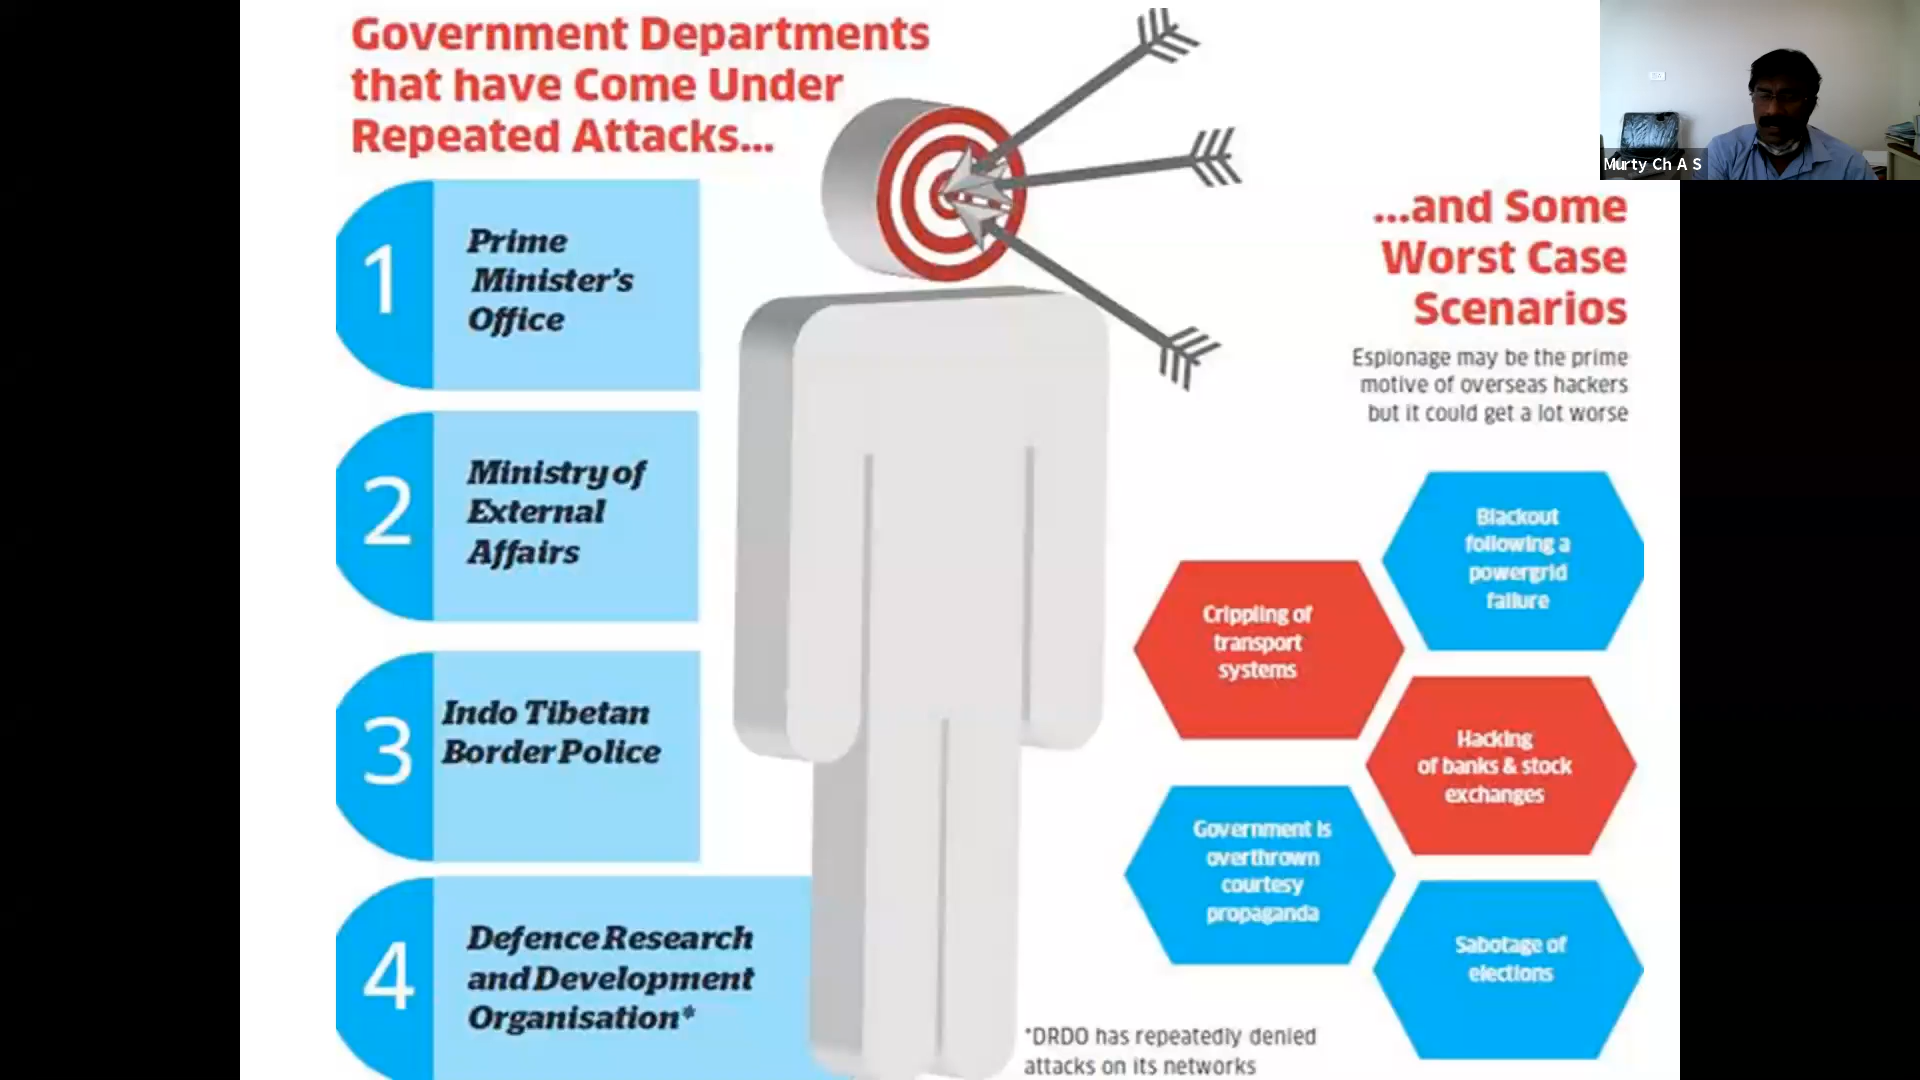 Government Departments
that have Come Under
Repeated Attacks...
1
Prime
Minister's
Office
2
Ministry of
External
Affairs
3
Indo Tibetan
Border Police
4
Defence Research
and Development
Organisation*
Murty Ch A S
...and Some
Worst Case
Scenarios
Espionage may be the prime
motive of overseas hackers
but it could get a lot worse
Blackout
following a
powergrid
failure
Crippling of
transport
systems
Hacking
of banks & stock
exchanges
Government is
overthrown
courtesy
propaganda
Sabotage of
elections
*DRDO has repeatedly denied
attacks on its networks